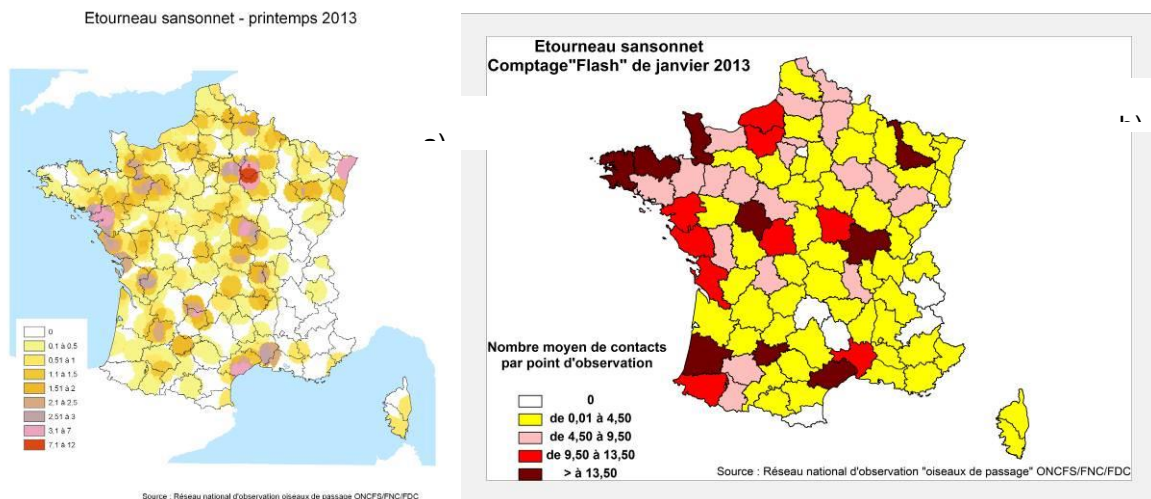 Etourneau sansonnet - printemps 2013
0
0.1 à 0.5
0.51 à 1
1.1 à 1.5
1.51 à 2
2.1 à 2.5
2.51 à 3
3.1 à 7
7.1 à 12
Source : Réseau national d'observation oiseaux de passage ONCFS/FNC/FDC
Etourneau sansonnet
Comptage"Flash" de janvier 2013
Nombre moyen de contacts
par point d'observation
0
de 0,01 à 4,50
de 4,50 à 9,50
de 9,50 à 13,50
> à 13,50
Source : Réseau national d'observation "oiseaux de passage" ONCFS/FNC/FDC